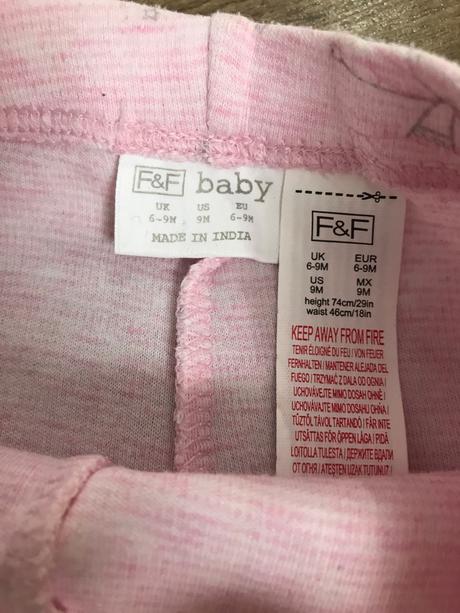 F&F baby
UK US EU
6-9M 9M 6-9M
MADE IN INDIA
F&F
UK EUR
6-9M 6-9M
US MX
9M 9M
height 74cm/29in
waist 46cm/18in
KEEP AWAY FROM FIRE
TENIR ÉLOIGNÉ DU FEU / VON FEUER
FERNHALTEN / MANTENER ALEJADA DEL
FUEGO / TRZYMAĆ Z DALA OD OGNIA /
UCHOVÁVEJTE MIMO DOSAH OHNĚ /
UCHOVÁVAJTE MIMO DOSAHU OHŇA /
TŰZTŐL TÁVOL TARTANDÓ / FÅR INTE
UTSÄTTAS FÖR ÖPPEN LÅGA / PIDÄ
LOITOLLA TULESTA / ДЕРЖИТЕ ВДАЛИ
ОТ ОГНЯ / ATEŞTEN UZAK TUTUNUZ /